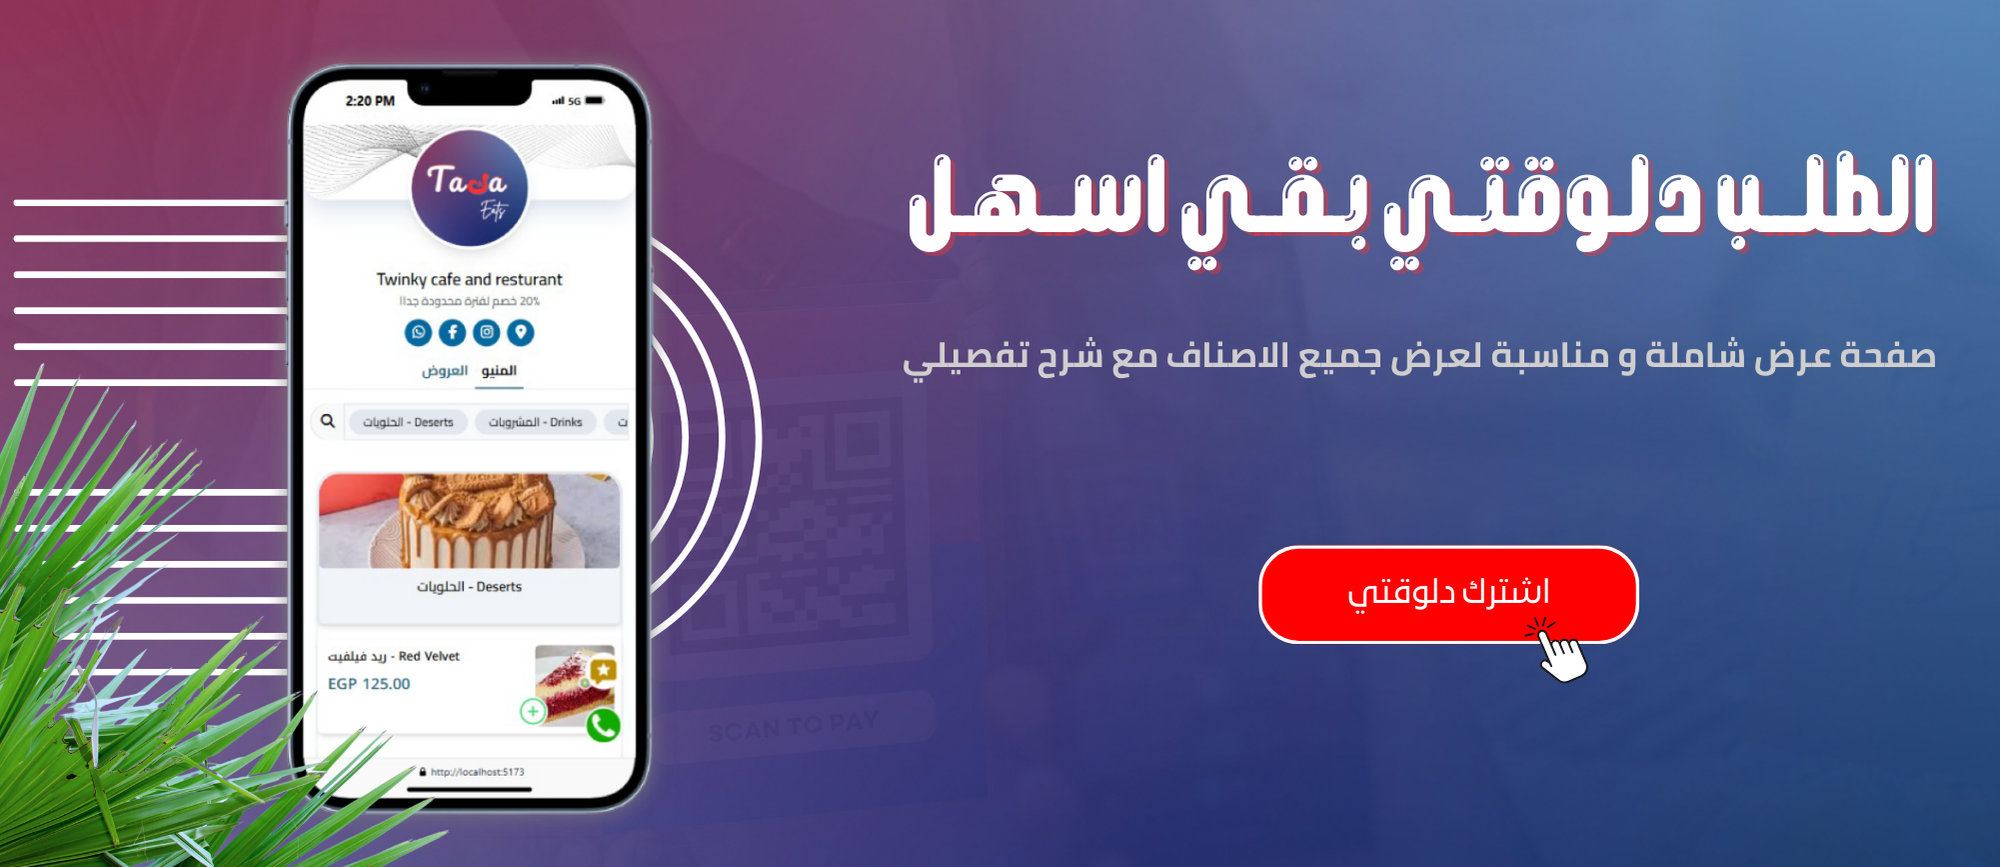 الطلب دلوقتي بقي اسهل
صفحة عرض شاملة و مناسبة لعرض جميع الاصناف مع شرح تفصيلي
اشترك دلوقتي
2:20 PM
5G
Tada
Eats
Twinky cafe and resturant
20% خصم لفترة محدودة جداا
المنيو العروض
الحلويات - Deserts
المشروبات - Drinks
ت
الحلويات - Deserts
ريد فيلفيت - Red Velvet
EGP 125.00
http://localhost:5173
SCAN TO PAY